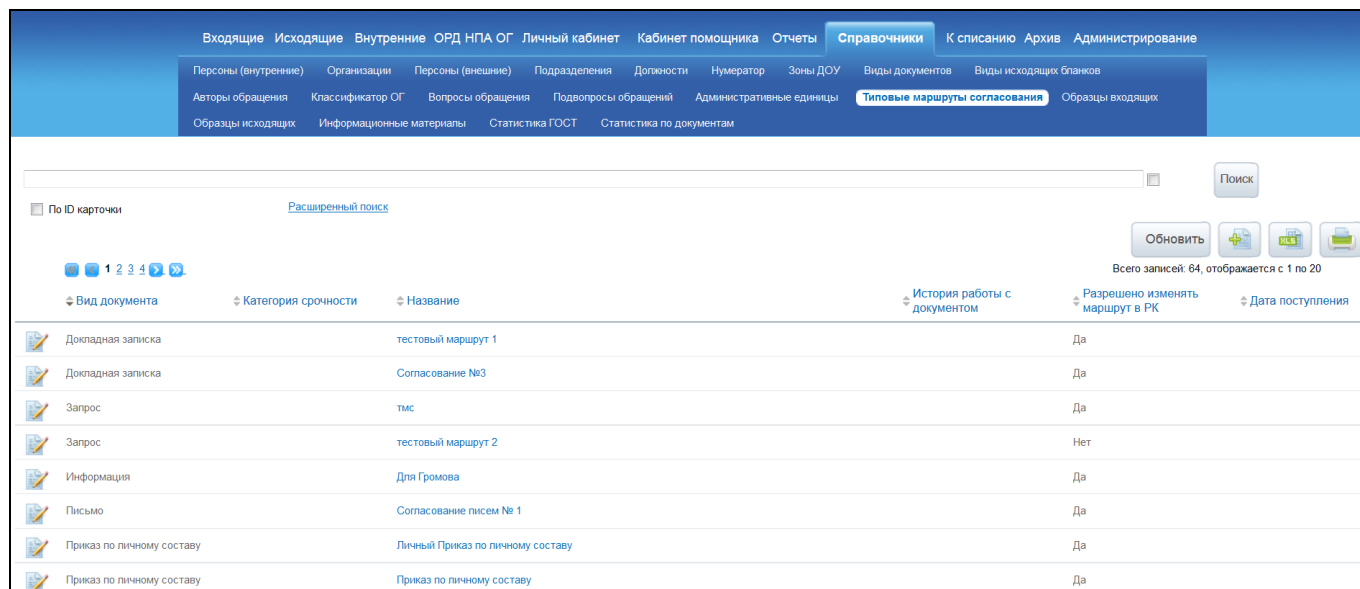 Входящие Исходящие Внутренние ОРД НПА ОГ Личный кабинет Кабинет помощника Отчеты Справочники К списанию Архив Администрирование
Персоны (внутренние) Организации Персоны (внешние) Подразделения Должности Нумератор Зоны ДОУ Виды документов Виды исходящих бланков
Авторы обращения Классификатор ОГ Вопросы обращения Подвопросы обращений Административные единицы Типовые маршруты согласования Образцы входящих
Образцы исходящих Информационные материалы Статистика ГОСТ Статистика по документам
Поиск
По ID карточки Расширенный поиск
Обновить XLS
1 2 3 4 Всего записей: 64, отображается с 1 по 20
Вид документа Категория срочности Название История работы с документом Разрешено изменять маршрут в РК Дата поступления
Докладная записка тестовый маршрут 1 Да
Докладная записка Согласование №3 Да
Запрос тмс Да
Запрос тестовый маршрут 2 Нет
Информация Для Громова Да
Письмо Согласование писем № 1 Да
Приказ по личному составу Личный Приказ по личному составу Да
Приказ по личному составу Приказ по личному составу Да